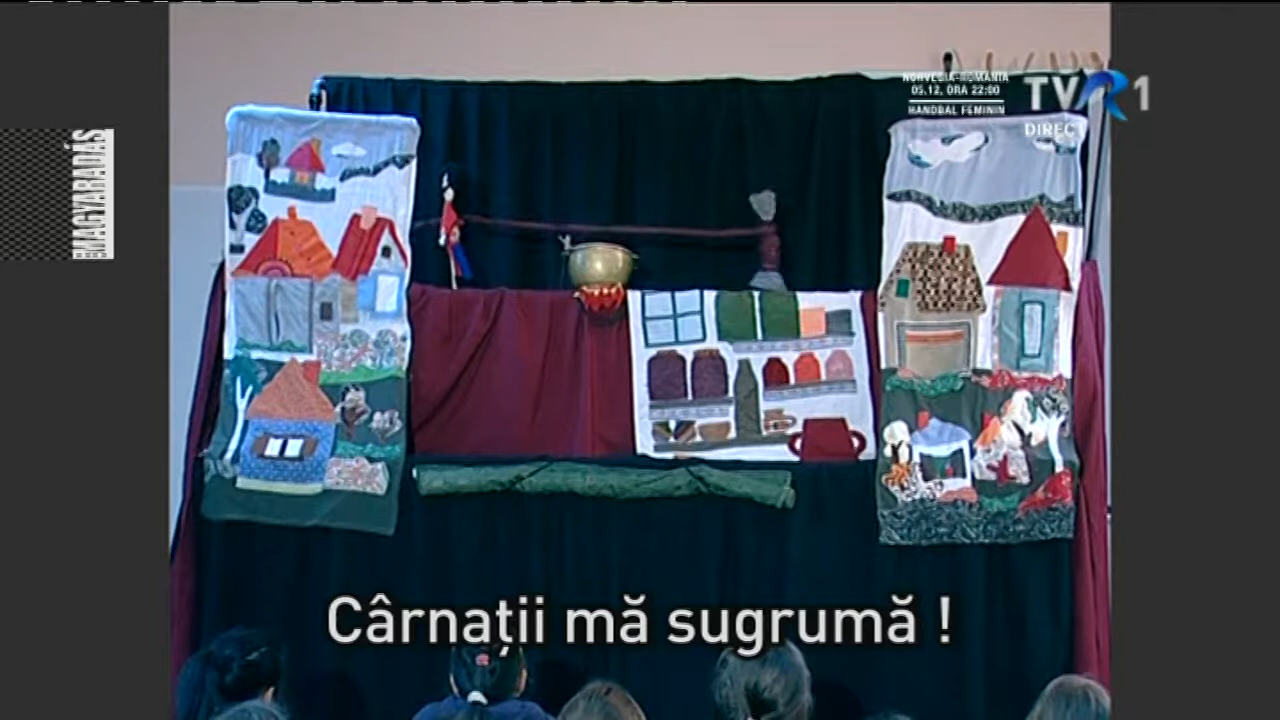 NORVEGIA-ROMANIA
05.12, ORA 22:00
HANDBAL FEMININ
TVR1
DIRECT
MAGYARADÁS
Cârnații mă sugrumă !